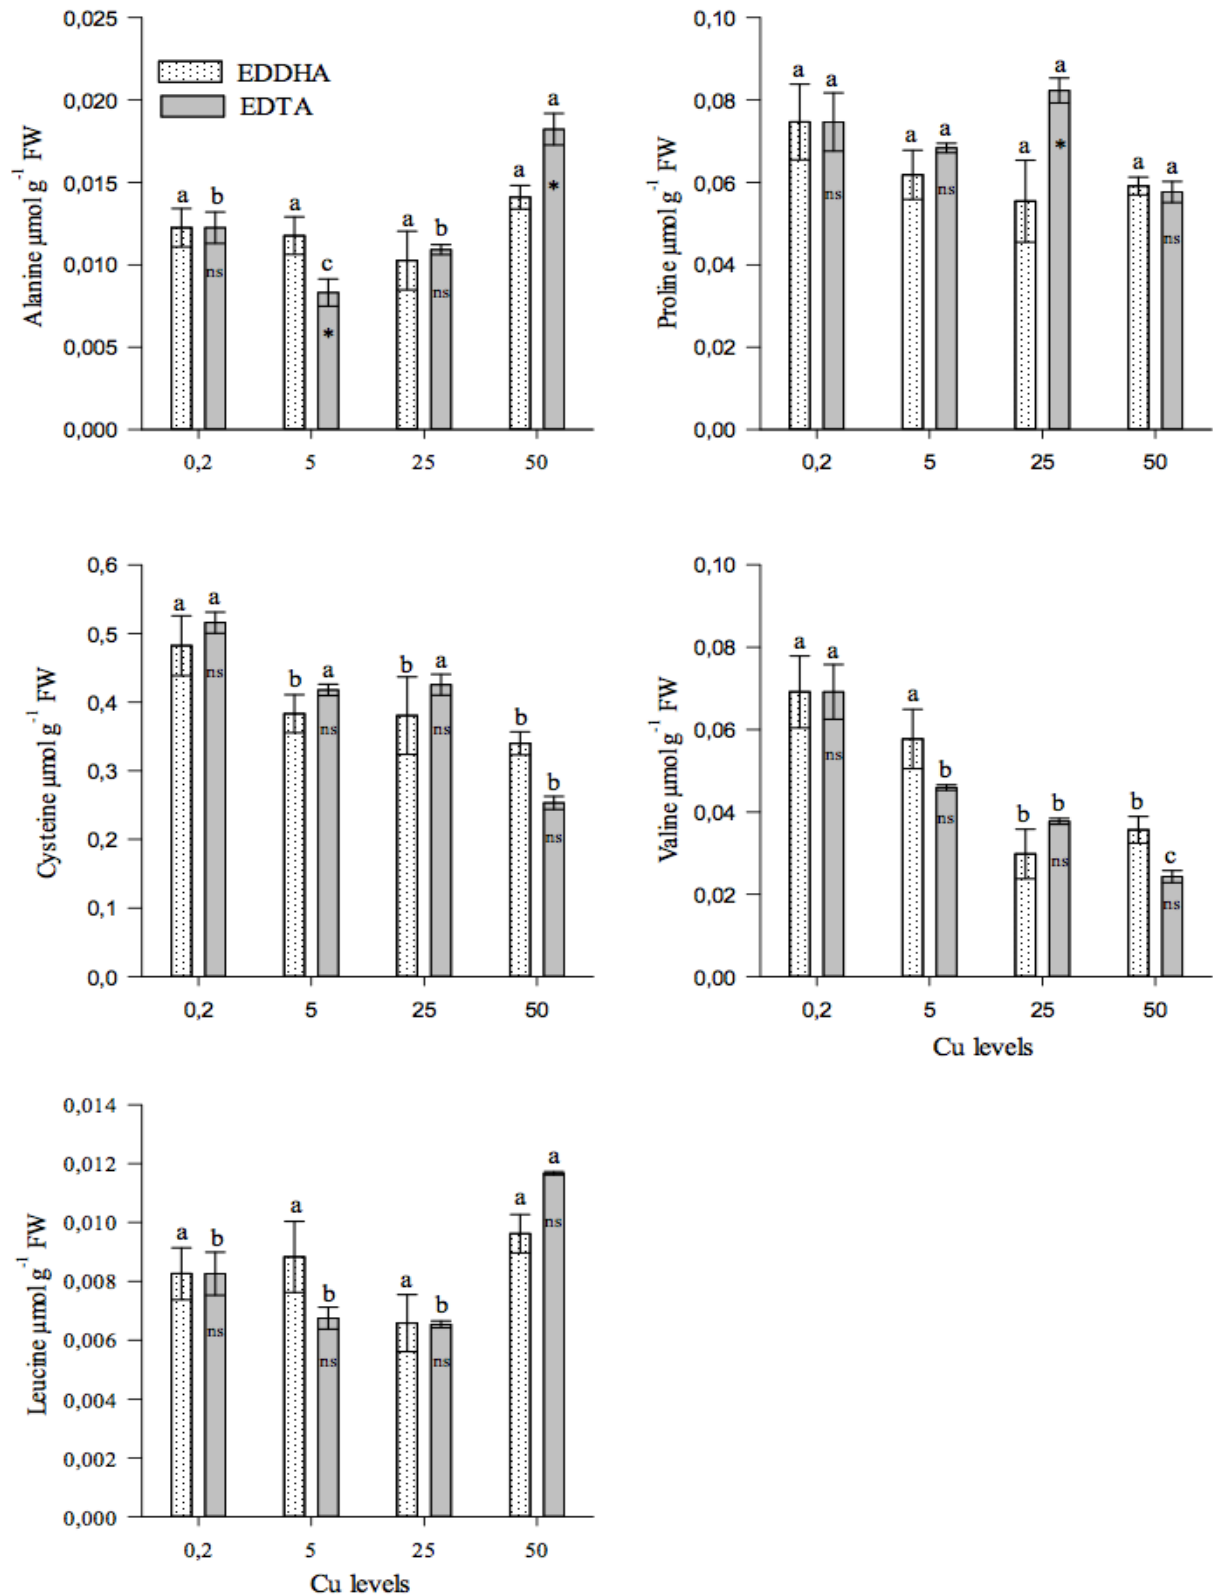 0,025
0,020
0,015
0,010
0,005
0,000
Alanine µmol g-1 FW
EDDHA
EDTA
a b a c a b a a
ns * ns *
0,2 5 25 50
0,10
0,08
0,06
0,04
0,02
0,00
Proline µmol g-1 FW
a a a a a a a a
ns ns * ns
0,2 5 25 50
0,6
0,5
0,4
0,3
0,2
0,1
0,0
Cysteine µmol g-1 FW
a a b a b a b b
ns ns ns ns
0,2 5 25 50
0,10
0,08
0,06
0,04
0,02
0,00
Valine µmol g-1 FW
a a a b b b b c
ns ns ns ns
0,2 5 25 50
Cu levels
0,014
0,012
0,010
0,008
0,006
0,004
0,002
0,000
Leucine µmol g-1 FW
a b a b a b a a
ns ns ns ns
0,2 5 25 50
Cu levels